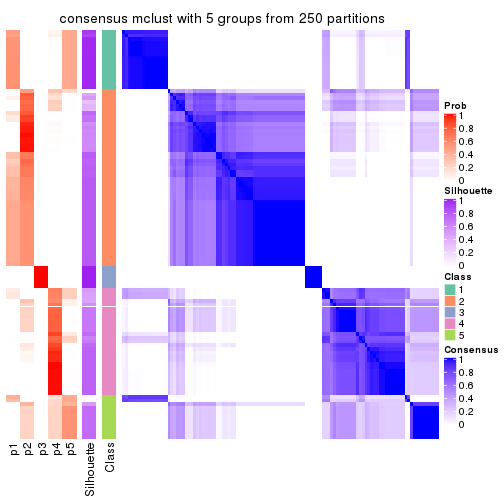 consensus mclust with 5 groups from 250 partitions
Prob
1
0.8
0.6
0.4
0.2
0
Silhouette
1
0.8
0.6
0.4
0.2
0
Class
1
2
3
4
5
Consensus
1
0.8
0.6
0.4
0.2
0
p1
p2
p3
p4
p5
Silhouette
Class